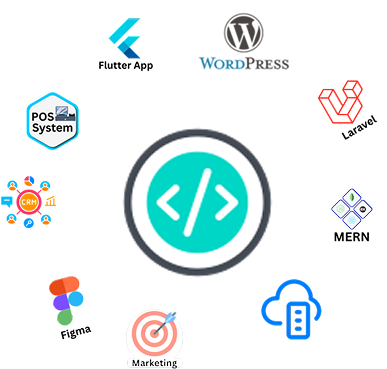 Flutter App
WORDPRESS
POS
System
Laravel
CRM
MERN
Figma
Marketing